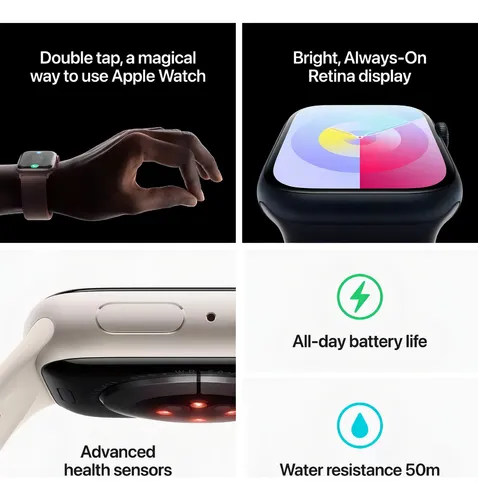 Double tap, a magical
way to use Apple Watch
Bright, Always-On
Retina display
Advanced
health sensors
All-day battery life
Water resistance 50m